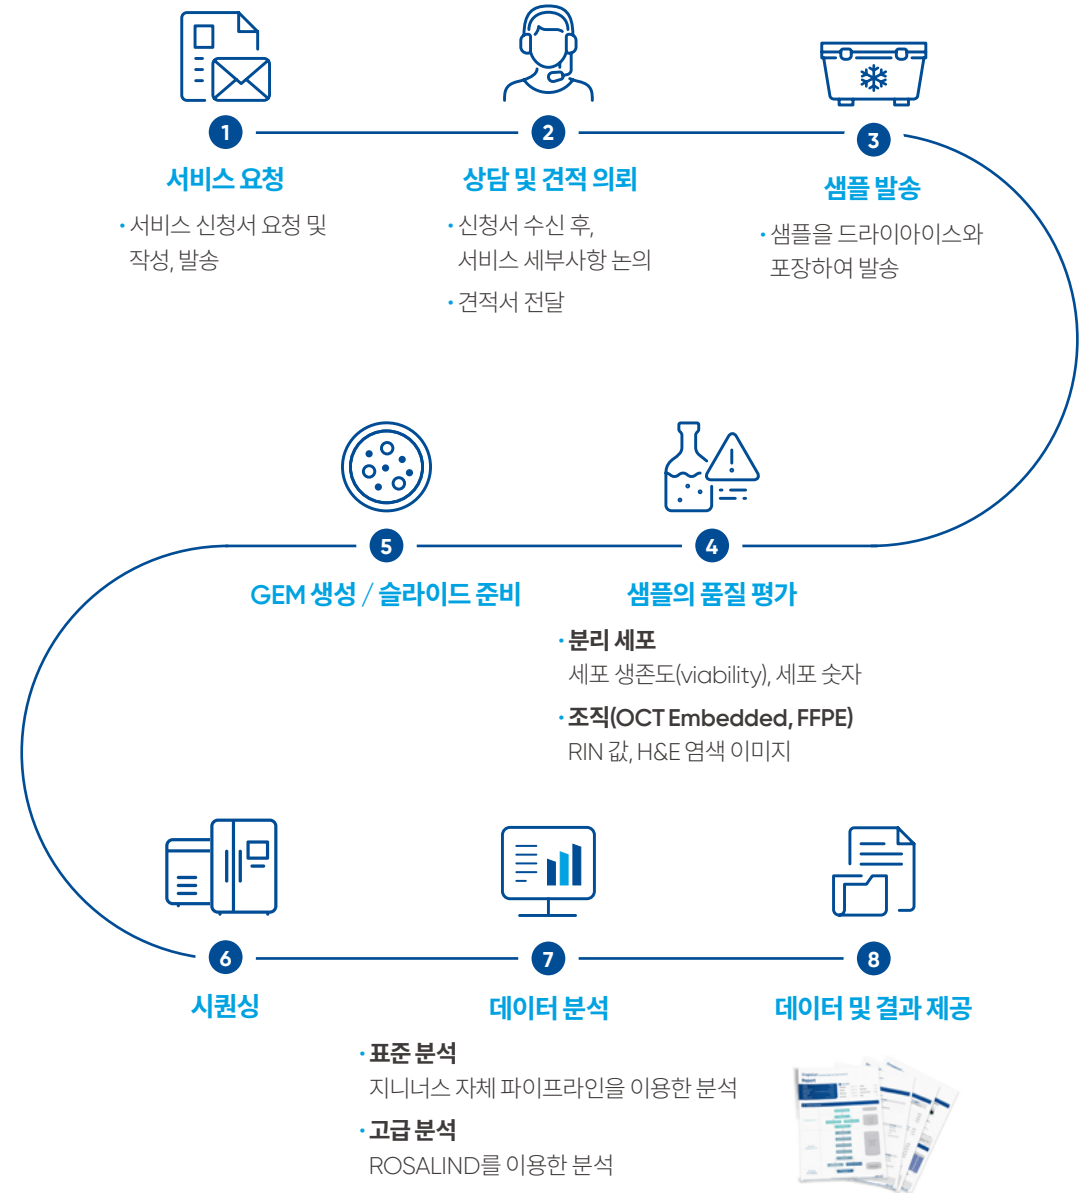 1
서비스 요청
· 서비스 신청서 요청 및
작성, 발송
2
상담 및 견적 의뢰
· 신청서 수신 후,
서비스 세부사항 논의
· 견적서 전달
3
샘플 발송
· 샘플을 드라이아이스와
포장하여 발송
4
샘플의 품질 평가
· 분리 세포
세포 생존도(viability), 세포 숫자
· 조직(OCT Embedded, FFPE)
RIN 값, H&E 염색 이미지
5
GEM 생성 / 슬라이드 준비
6
시퀀싱
7
데이터 분석
· 표준 분석
지니너스 자체 파이프라인을 이용한 분석
· 고급 분석
ROSALIND를 이용한 분석
8
데이터 및 결과 제공
Report